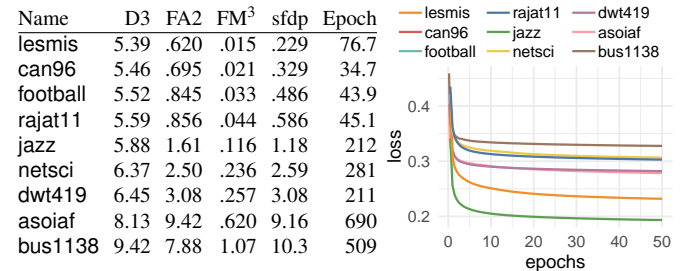 Name D3 FA2 FM³ sfdp Epoch
lesmis 5.39 .620 .015 .229 76.7
can96 5.46 .695 .021 .329 34.7
football 5.52 .845 .033 .486 43.9
rajat11 5.59 .856 .044 .586 45.1
jazz 5.88 1.61 .116 1.18 212
netsci 6.37 2.50 .236 2.59 281
dwt419 6.45 3.08 .257 3.08 211
asoiaf 8.13 9.42 .620 9.16 690
bus1138 9.42 7.88 1.07 10.3 509
lesmis rajat11 dwt419
can96 jazz asoiaf
football netsci bus1138
loss
0.4
0.3
0.2
0 10 20 30 40 50
epochs